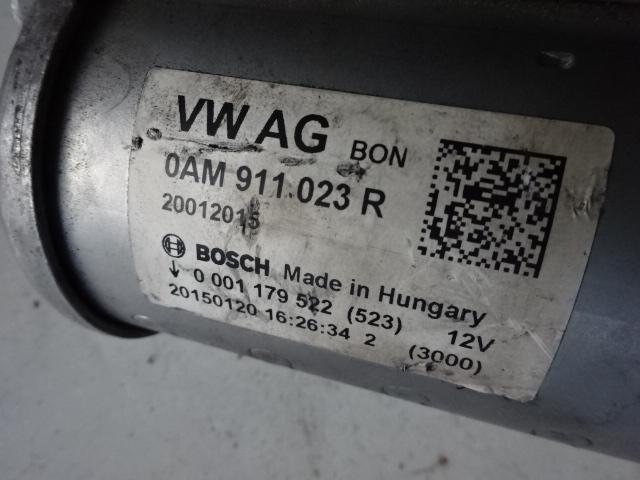 VW AG BON
0AM 911.023 R
20012015
BOSCH Made in Hungary
0 001 179 522 (523) 12V
20150120 16:26:34 2 (3000)